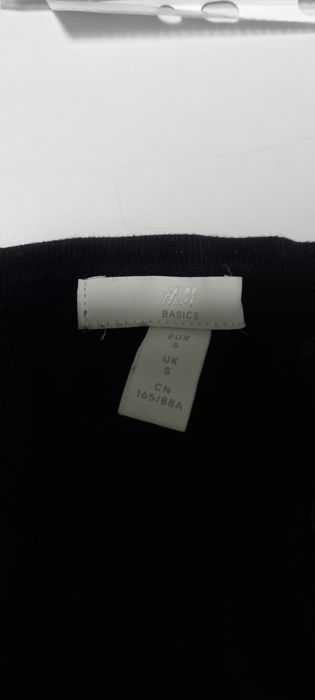 H&M
BASICS
EUR
S
UK
S
CN
165/88A